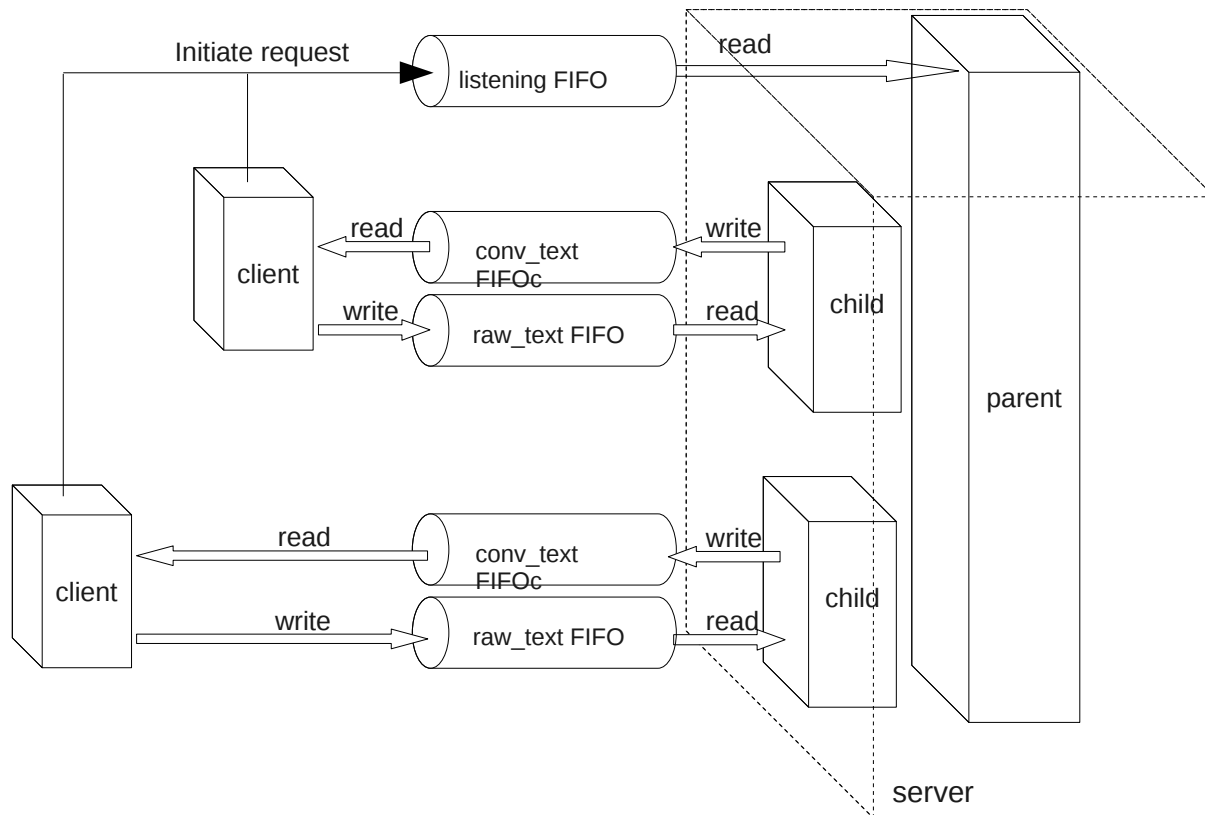 Initiate request
read
listening FIFO
read
write
conv_text
FIFOc
client
write
read
child
raw_text FIFO
parent
read
write
conv_text
FIFOc
client
child
write
read
raw_text FIFO
server